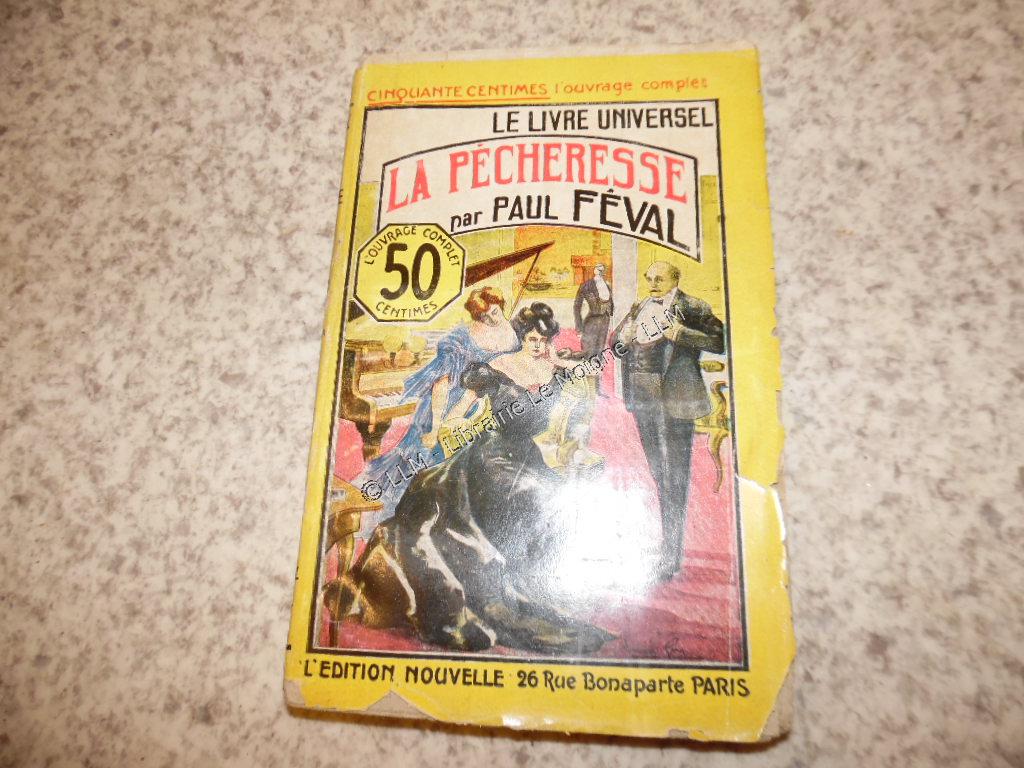 CINQUANTE CENTIMES l'ouvrage complet
LE LIVRE UNIVERSEL
LA PÉCHERESSE
par PAUL FÉVAL
L'OUVRAGE COMPLET
50
CENTIMES
© LLM - Librairie Le Moigne - LLM
L'EDITION NOUVELLE 26 Rue Bonaparte PARIS